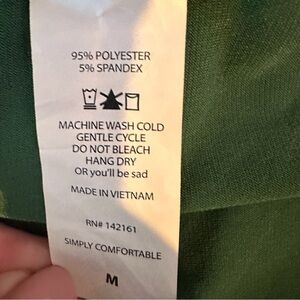 95% POLYESTER
5% SPANDEX
MACHINE WASH COLD
GENTLE CYCLE
DO NOT BLEACH
HANG DRY
OR you'll be sad
MADE IN VIETNAM
RN# 142161
SIMPLY COMFORTABLE
M